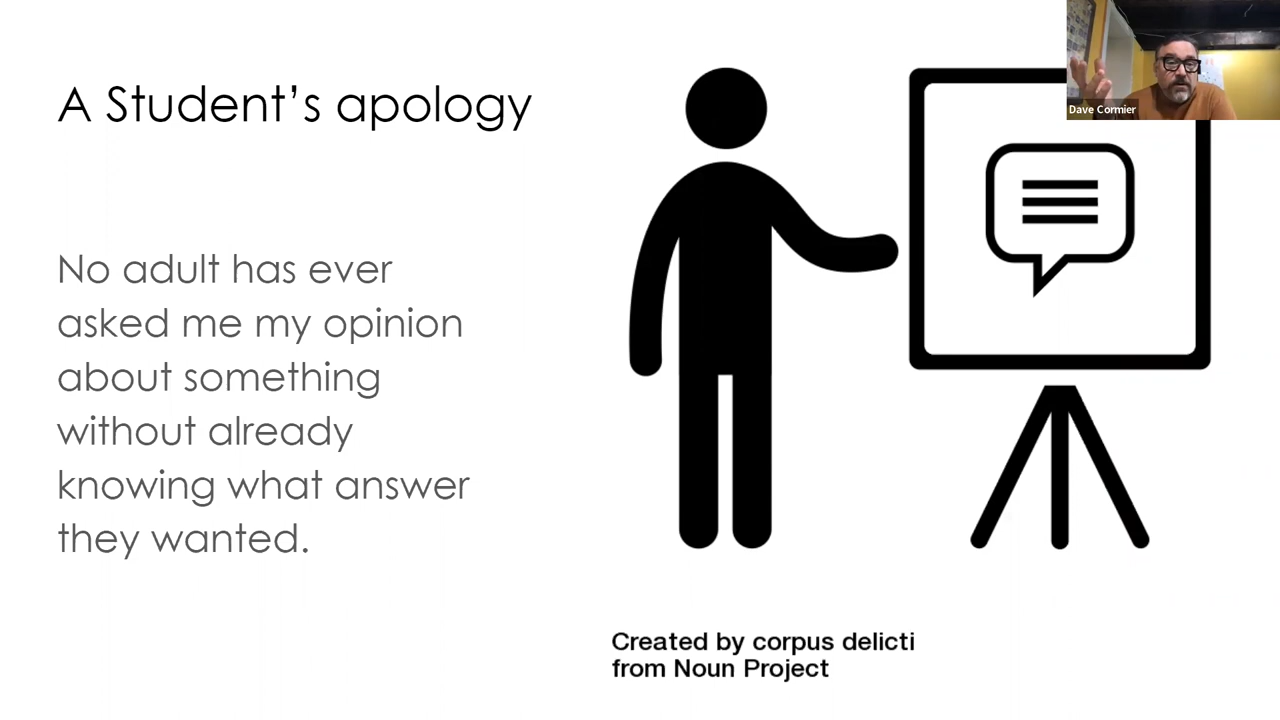 A Student’s apology
No adult has ever
asked me my opinion
about something
without already
knowing what answer
they wanted.
Dave Cormier
Created by corpus delicti
from Noun Project